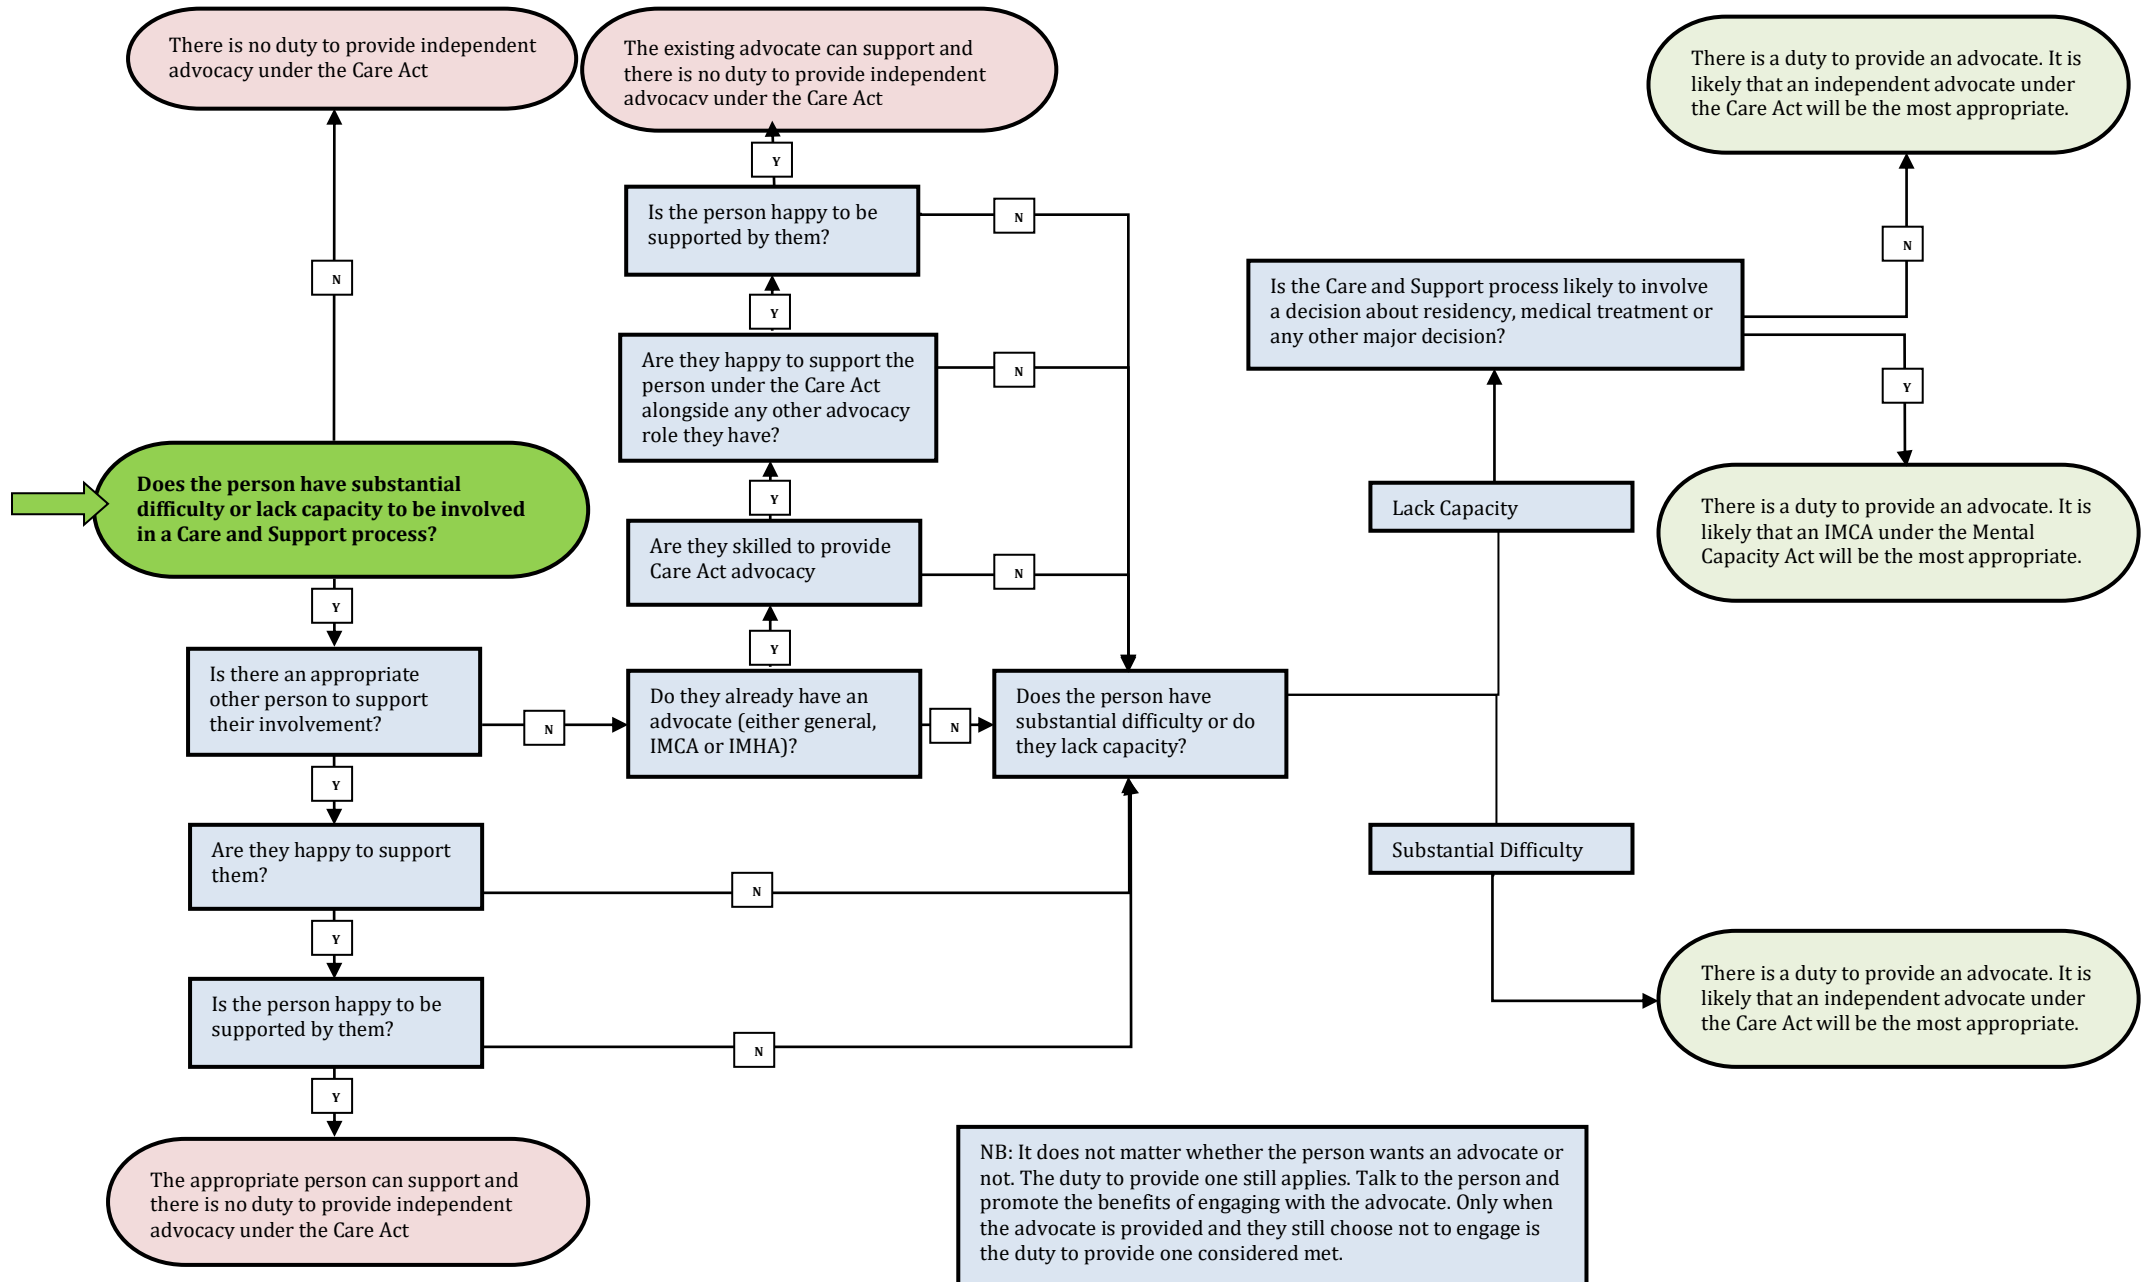 There is no duty to provide independent
advocacy under the Care Act
The existing advocate can support and
there is no duty to provide independent
advocacy under the Care Act
There is a duty to provide an advocate. It is
likely that an independent advocate under
the Care Act will be the most appropriate.
Y
Is the person happy to be
supported by them?
N
N
N
Is the Care and Support process likely to involve
a decision about residency, medical treatment or
any other major decision?
Y
Are they happy to support the
person under the Care Act
alongside any other advocacy
role they have?
N
Y
Does the person have substantial
difficulty or lack capacity to be involved
in a Care and Support process?
Y
Lack Capacity
There is a duty to provide an advocate. It is
likely that an IMCA under the Mental
Capacity Act will be the most appropriate.
Are they skilled to provide
Care Act advocacy
N
Y
Y
Is there an appropriate
other person to support
their involvement?
N
Do they already have an
advocate (either general,
IMCA or IMHA)?
N
Does the person have
substantial difficulty or do
they lack capacity?
Y
Are they happy to support
them?
N
Substantial Difficulty
Y
Is the person happy to be
supported by them?
N
There is a duty to provide an advocate. It is
likely that an independent advocate under
the Care Act will be the most appropriate.
Y
The appropriate person can support and
there is no duty to provide independent
advocacy under the Care Act
NB: It does not matter whether the person wants an advocate or
not. The duty to provide one still applies. Talk to the person and
promote the benefits of engaging with the advocate. Only when
the advocate is provided and they still choose not to engage is
the duty to provide one considered met.